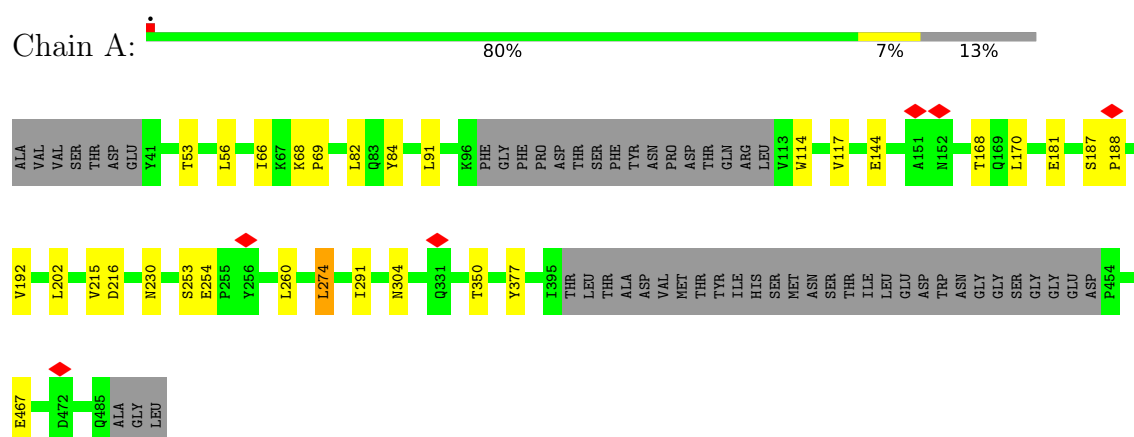 Chain A:
80% 7% 13%
ALA VAL VAL SER THR ASP GLU Y41 T53 L56 I66 K67 K68 P69 L82 Q83 Y84 L91 K96 PHE GLY PHE PRO ASP THR SER PHE TYR ASN PRO ASP THR GLN ARG LEU V113 W114 V117 E144 A151 N152 T168 Q169 L170 E181 S187 P188
V192 L202 V215 D216 N230 S253 E254 P255 Y256 L260 L274 I291 N304 Q331 T350 Y377 I395 THR LEU THR ALA ASP VAL MET THR TYR ILE HIS SER MET ASN SER THR ILE LEU GLU ASP TRP ASN GLY GLY SER GLY GLY GLU ASP P454
E467 D472 Q485 ALA GLY LEU